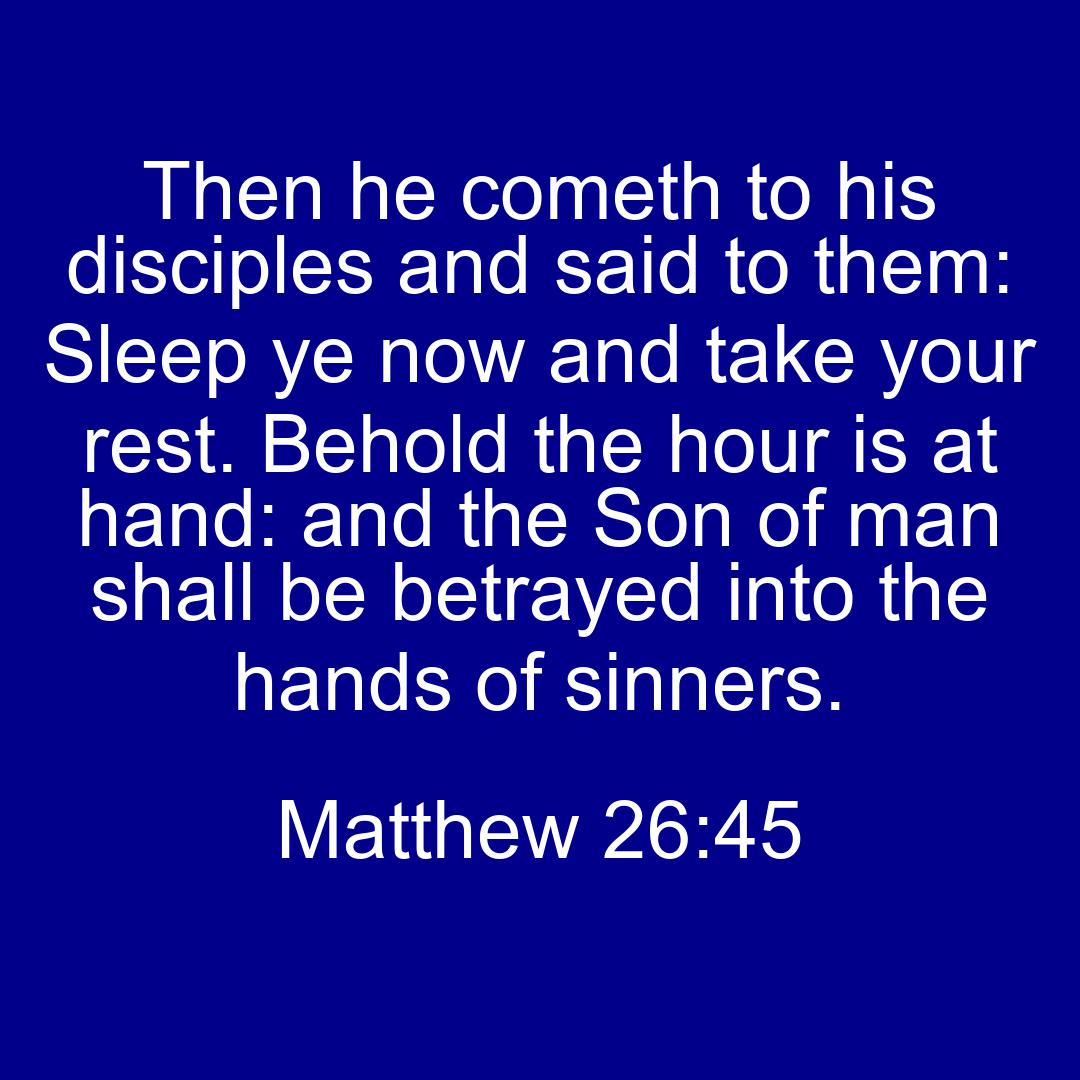 Then he cometh to his
disciples and said to them:
Sleep ye now and take your
rest. Behold the hour is at
hand: and the Son of man
shall be betrayed into the
hands of sinners.
Matthew 26:45